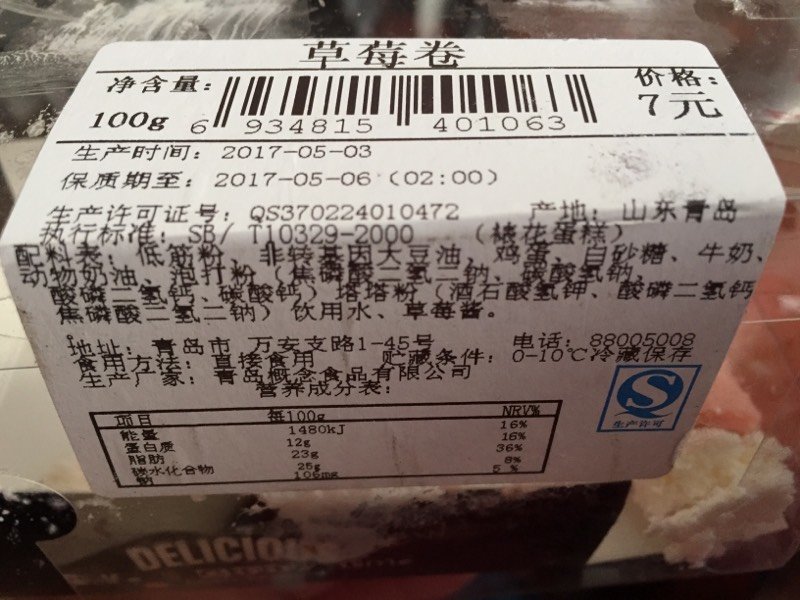 草莓卷
净含量:
100g
价格:
7元
6 934815 401063
生产时间: 2017-05-03
保质期至: 2017-05-06 (02:00)
生产许可证号: QS370224010472 产地: 山东青岛
执行标准: SB/ T10329-2000 (裱花蛋糕)
配料表: 低筋粉、非转基因大豆油、鸡蛋、白砂糖、牛奶、
动物奶油、泡打粉 (焦磷酸二氢二钠、碳酸氢钠、
酸磷二氢钙、碳酸钙) 塔塔粉 (酒石酸氢钾、酸磷二氢钙
焦磷酸二氢二钠) 饮用水、草莓酱。
地址: 青岛市 万安支路1-45号 电话: 88005008
食用方法: 直接食用 贮藏条件: 0-10℃冷藏保存
生产厂家: 青岛概念食品有限公司
营养成分表:
项目 每100g NRV%
能量 1480kJ 16%
蛋白质 12g 16%
脂肪 23g 36%
碳水化合物 25g 8%
钠 106mg 5 %
生产许可
DELICIOUS